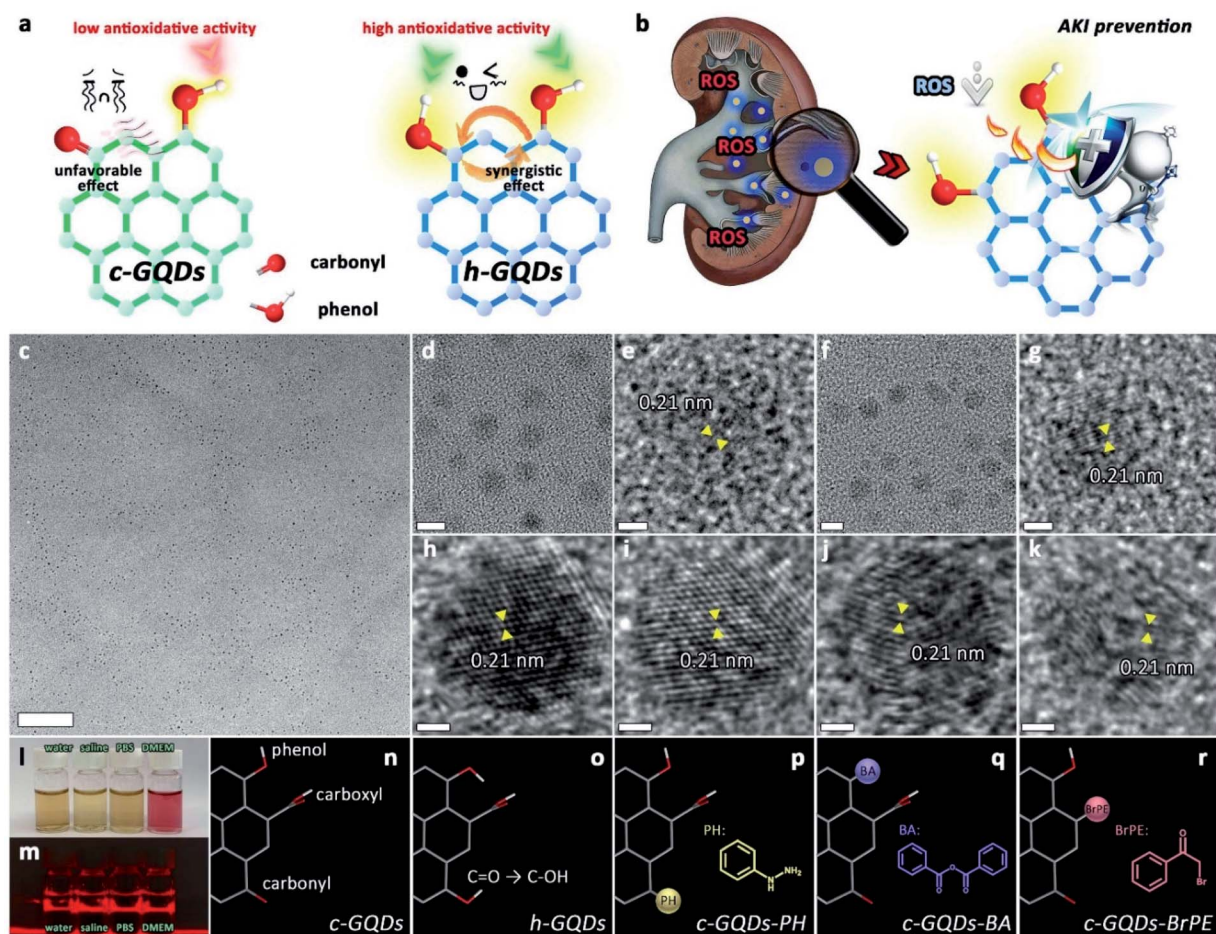 a
low antioxidative activity
high antioxidative activity
unfavorable
effect
synergistic
effect
c-GQDs
h-GQDs
carbonyl
phenol
b
AKI prevention
ROS
ROS
ROS
ROS
c
d
e
0.21 nm
f
g
0.21 nm
h
0.21 nm
i
0.21 nm
j
0.21 nm
k
0.21 nm
l
water saline PBS DMEM
m
water saline PBS DMEM
n
phenol
carboxyl
carbonyl
c-GQDs
o
C=O → C-OH
h-GQDs
p
PH:
N
H
NH₂
PH
c-GQDs-PH
q
BA
BA:
O
O
O
c-GQDs-BA
r
BrPE
BrPE:
O
Br
c-GQDs-BrPE